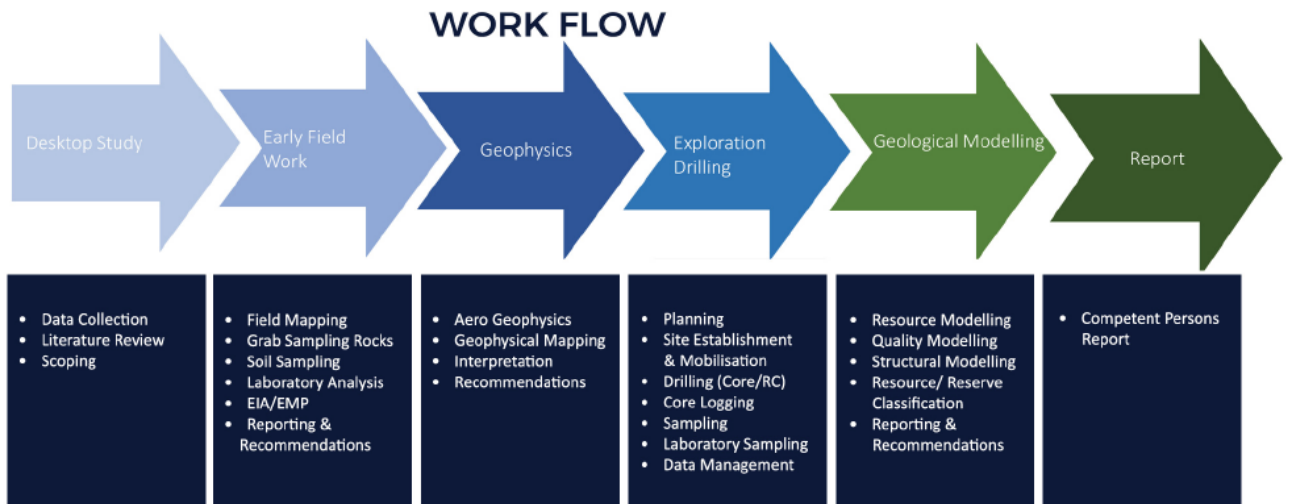 WORK FLOW
Desktop Study
Early Field
Work
Geophysics
Exploration
Drilling
Geological Modelling
Report
• Data Collection
• Literature Review
• Scoping
• Field Mapping
• Grab Sampling Rocks
• Soil Sampling
• Laboratory Analysis
• EIA/EMP
• Reporting &
Recommendations
• Aero Geophysics
• Geophysical Mapping
• Interpretation
• Recommendations
• Planning
• Site Establishment
& Mobilisation
• Drilling (Core/RC)
• Core Logging
• Sampling
• Laboratory Sampling
• Data Management
• Resource Modelling
• Quality Modelling
• Structural Modelling
• Resource/ Reserve
Classification
• Reporting &
Recommendations
• Competent Persons
Report